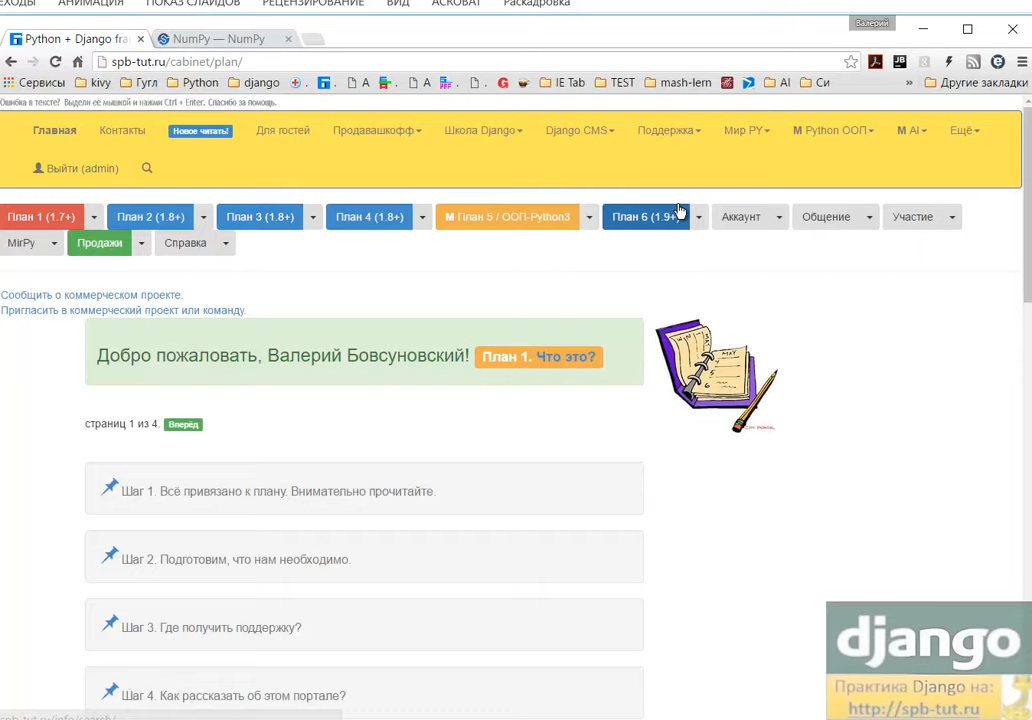 ЕХОДЫ АНИМАЦИЯ ПОКАЗ СЛАЙДОВ РЕЦЕНЗИРОВАНИЕ ВИД ACROBAT Раскадровка
Валерий
Python + Django fra
NumPy — NumPy
spb-tut.ru/cabinet/plan/
Сервисы kivy Гугл Python django A A IE Tab TEST mash-lern AI Си » Другие закладки
Ошибка в тексте? Выдели её мышкой и нажми Ctrl + Enter. Спасибо за помощь.
Главная Контакты Новое читать! Для гостей Продавашкофф Школа Django Django CMS Поддержка Мир PY М Python ООП М AI Ещё
Выйти (admin)
План 1 (1.7+) План 2 (1.8+) План 3 (1.8+) План 4 (1.8+) М План 5 / ООП-Python3 План 6 (1.9+) Аккаунт Общение Участие
MirPy Продажи Справка
Сообщить о коммерческом проекте.
Пригласить в коммерческий проект или команду.
Добро пожаловать, Валерий Бовсуновский! План 1. Что это?
страниц 1 из 4. Вперёд
Шаг 1. Всё привязано к плану. Внимательно прочитайте.
Шаг 2. Подготовим, что нам необходимо.
Шаг 3. Где получить поддержку?
Шаг 4. Как рассказать об этом портале?
django
Практика Django на:
http://spb-tut.ru